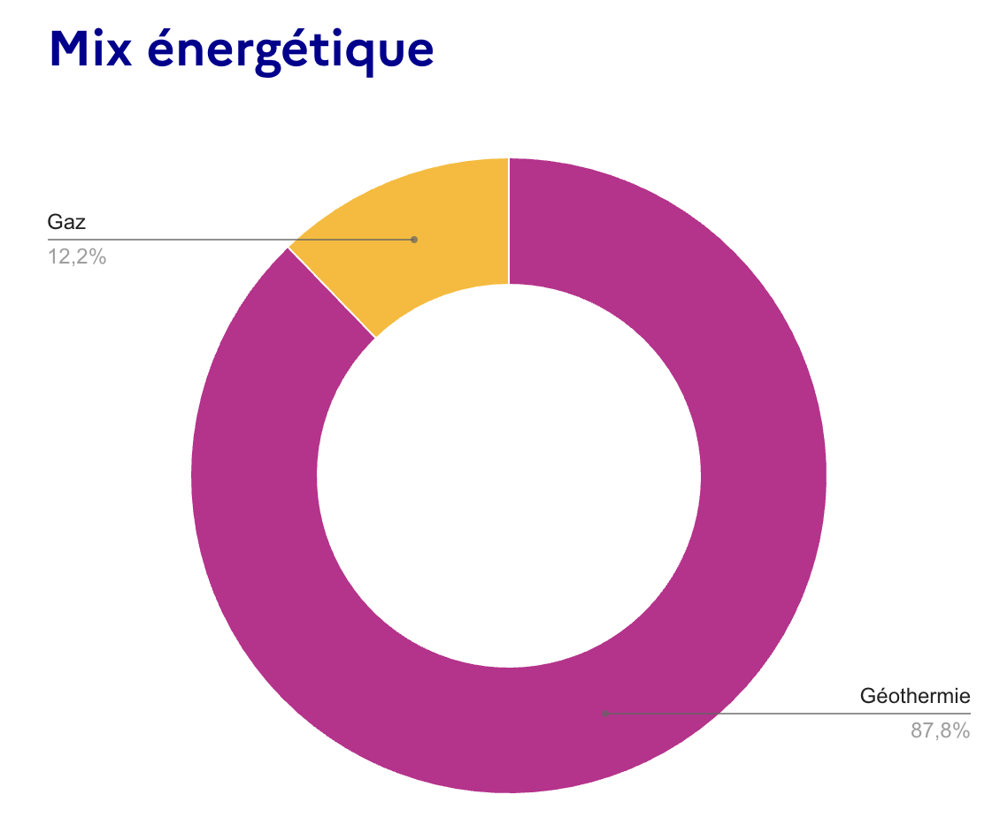 Mix énergétique
Gaz
12,2%
Géothermie
87,8%